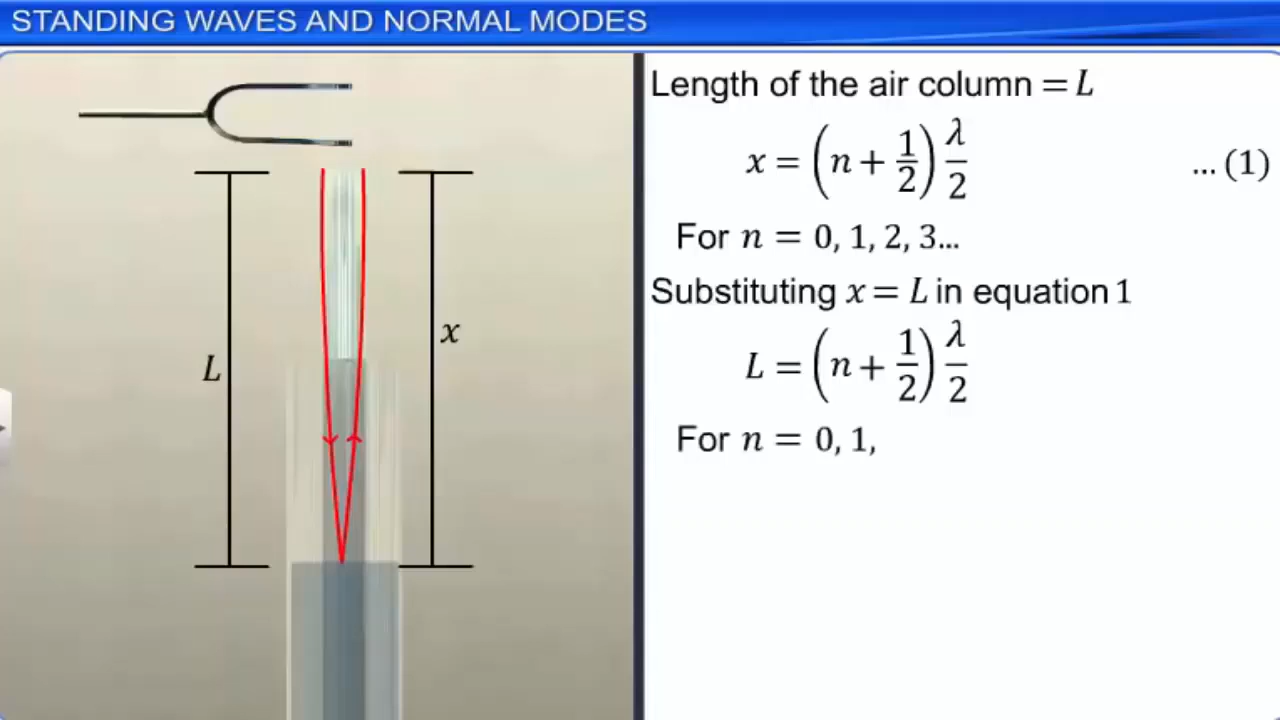 STANDING WAVES AND NORMAL MODES
L
x
Length of the air column = L
x = (n + 1/2) λ/2 ... (1)
For n = 0, 1, 2, 3...
Substituting x = L in equation 1
L = (n + 1/2) λ/2
For n = 0, 1,